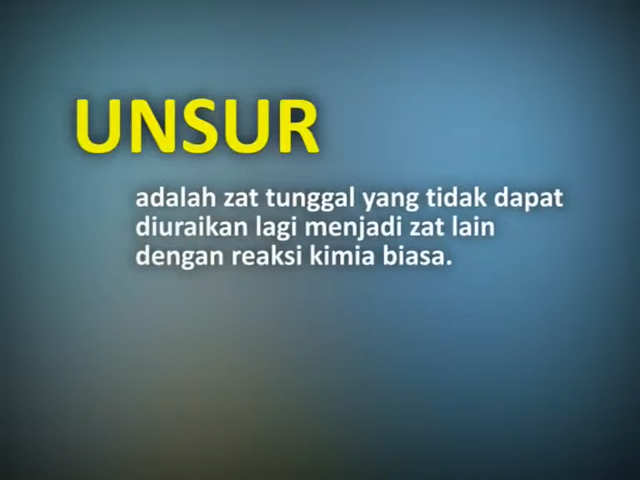 UNSUR
adalah zat tunggal yang tidak dapat
diuraikan lagi menjadi zat lain
dengan reaksi kimia biasa.